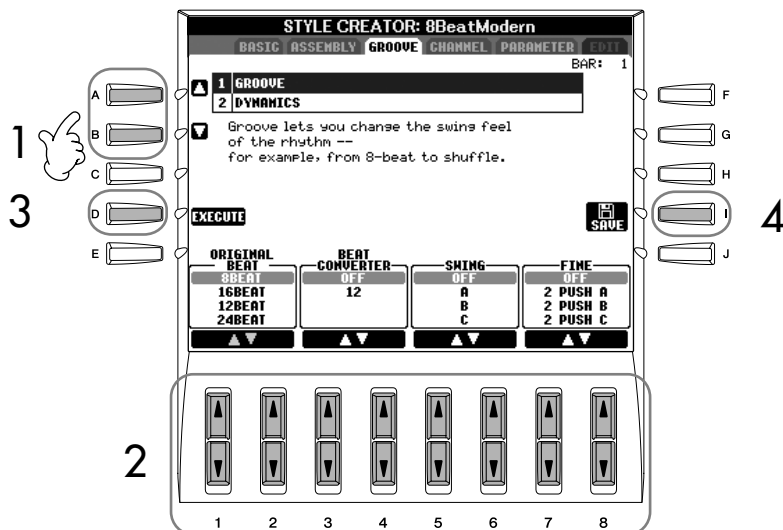 STYLE CREATOR: 8BeatModern
BASIC ASSEMBLY GROOVE CHANNEL PARAMETER EDIT
BAR: 1
1 GROOVE
2 DYNAMICS
Groove lets you change the swing feel
of the rhythm --
for example, from 8-beat to shuffle.
EXECUTE
SAVE
ORIGINAL BEAT
8BEAT
16BEAT
12BEAT
24BEAT
BEAT CONVERTER
OFF
12
SWING
OFF
A
B
C
FINE
OFF
2 PUSH A
2 PUSH B
2 PUSH C
A
B
C
D
E
F
G
H
I
J
1
3
4
2
1 2 3 4 5 6 7 8